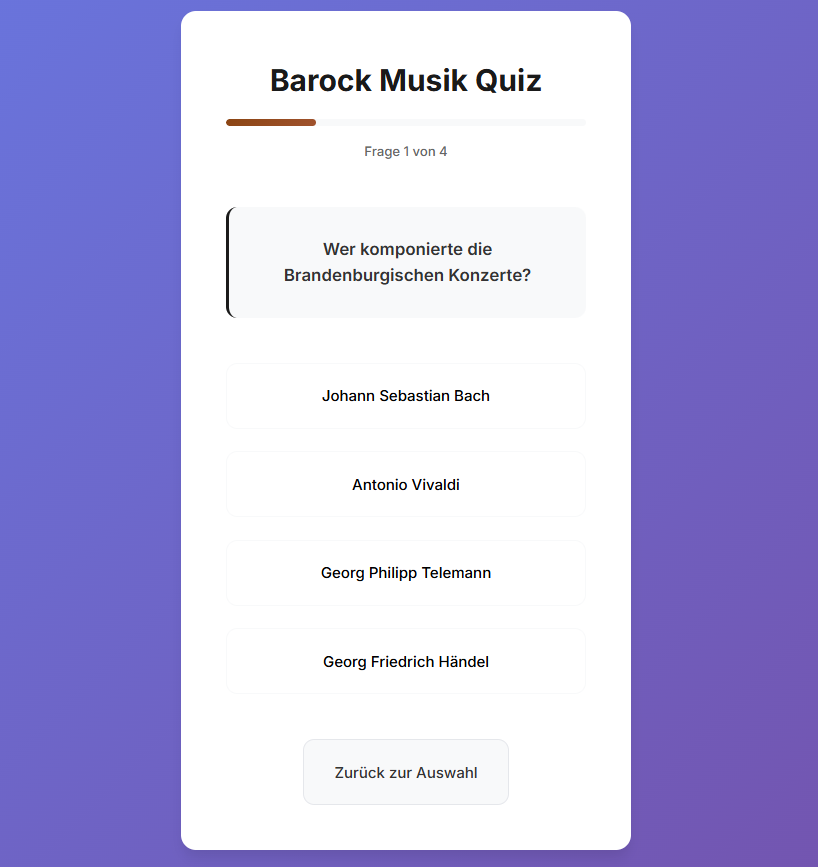 Barock Musik Quiz
Frage 1 von 4
Wer komponierte die
Brandenburgischen Konzerte?
Johann Sebastian Bach
Antonio Vivaldi
Georg Philipp Telemann
Georg Friedrich Händel
Zurück zur Auswahl